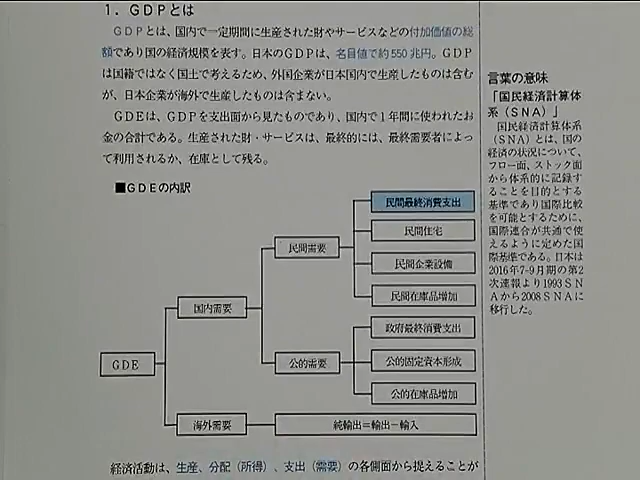 1．GDPとは
GDPとは、国内で一定期間に生産された財やサービスなどの付加価値の総
額であり国の経済規模を表す。日本のGDPは、名目値で約550兆円。GDP
は国籍ではなく国土で考えるため、外国企業が日本国内で生産したものは含む
が、日本企業が海外で生産したものは含まない。
GDEは、GDPを支出面から見たものであり、国内で1年間に使われたお
金の合計である。生産された財・サービスは、最終的には、最終需要者によっ
て利用されるか、在庫として残る。
■GDEの内訳
GDE
国内需要
民間需要
民間最終消費支出
民間住宅
民間企業設備
民間在庫品増加
公的需要
政府最終消費支出
公的固定資本形成
公的在庫品増加
海外需要
純輸出＝輸出－輸入
経済活動は、生産、分配（所得）、支出（需要）の各側面から捉えることが
言葉の意味
「国民経済計算体
系（SNA）」
国民経済計算体系
（SNA）とは、国の
経済の状況について、
フロー面、ストック面
から体系的に記録す
ることを目的とする
基準であり国際比較
を可能とするために、
国際連合が共通で使
えるように定めた国
際基準である。日本は
2016年7-9月期の第2
次速報より1993SN
Aから2008SNAに
移行した。